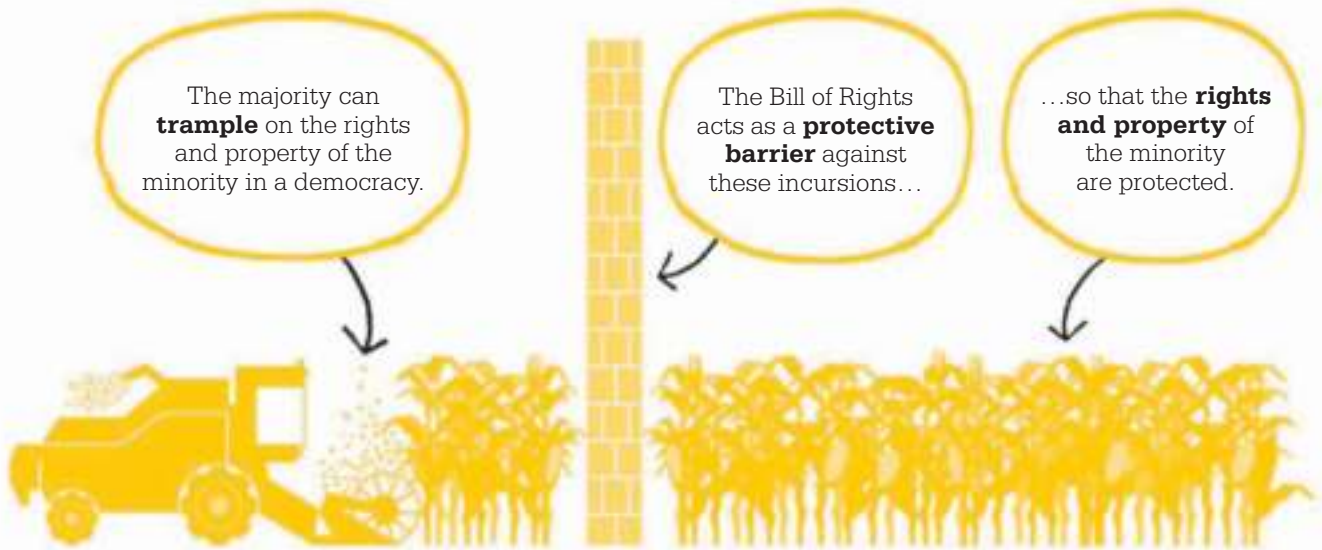 The majority can
trample on the rights
and property of the
minority in a democracy.
The Bill of Rights
acts as a protective
barrier against
these incursions…
…so that the rights
and property of
the minority
are protected.